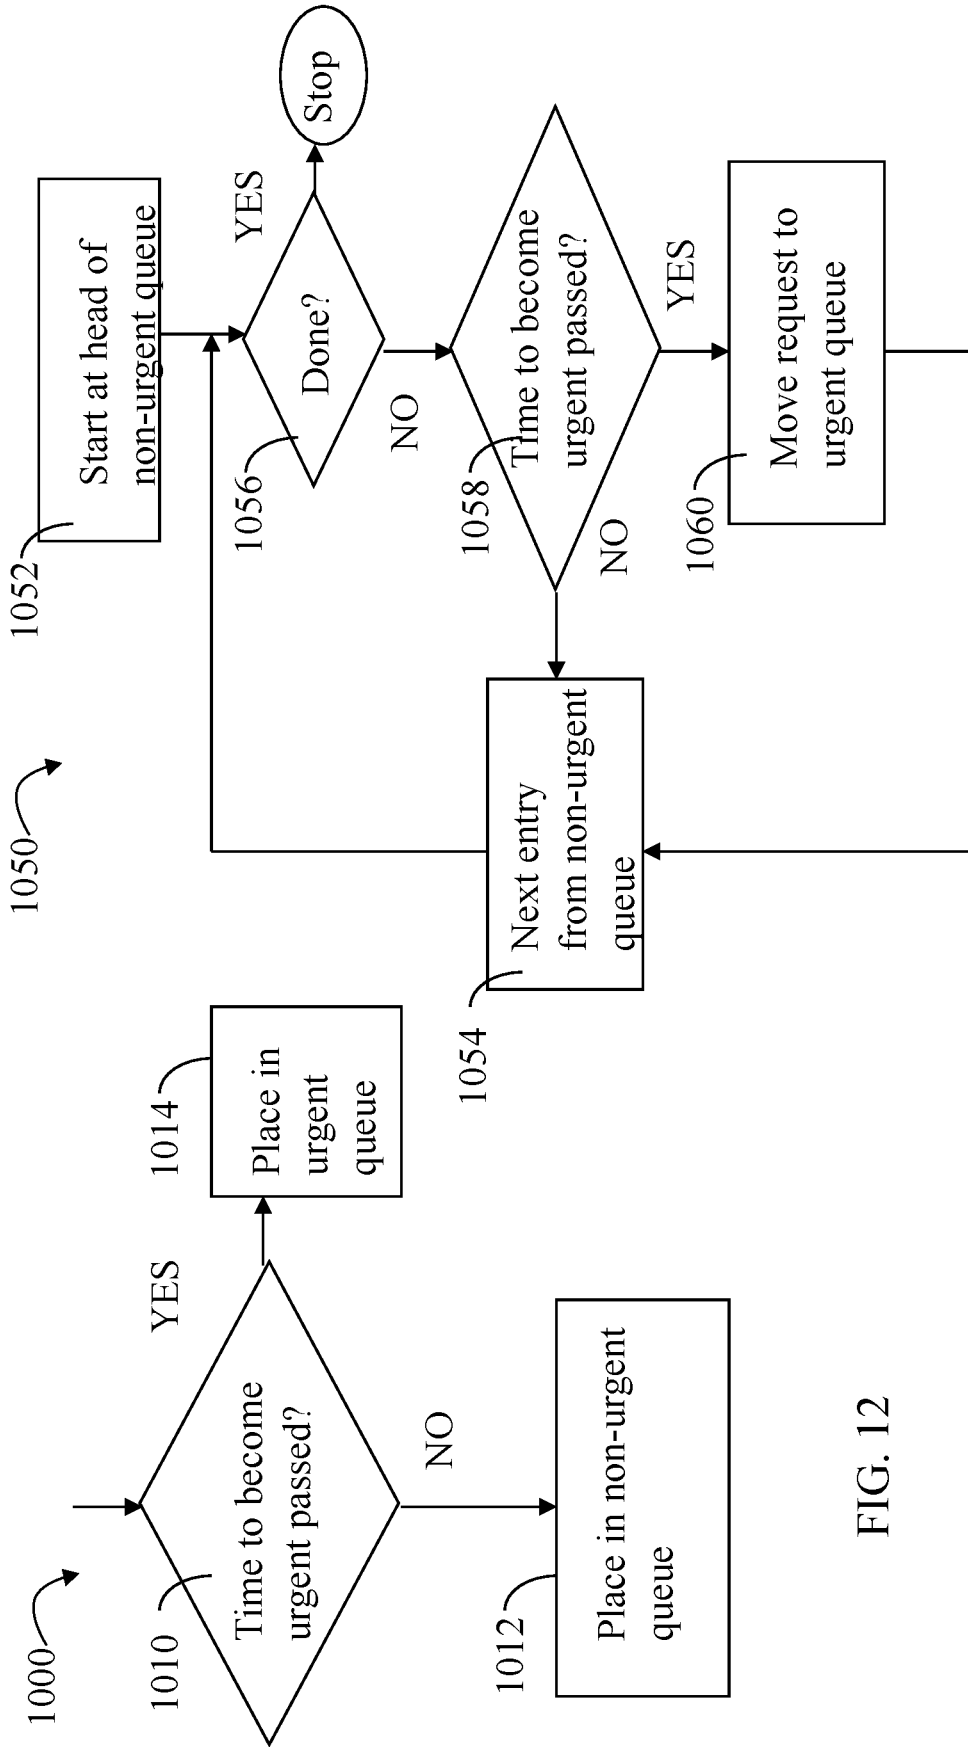 1000
1010
Time to become
urgent passed?
YES
NO
1014
Place in
urgent
queue
1012
Place in non-urgent
queue
1050
1052
Start at head of
non-urgent queue
1056
Done?
YES
Stop
NO
1058
Time to become
urgent passed?
NO
YES
1054
Next entry
from non-urgent
queue
1060
Move request to
urgent queue
FIG. 12